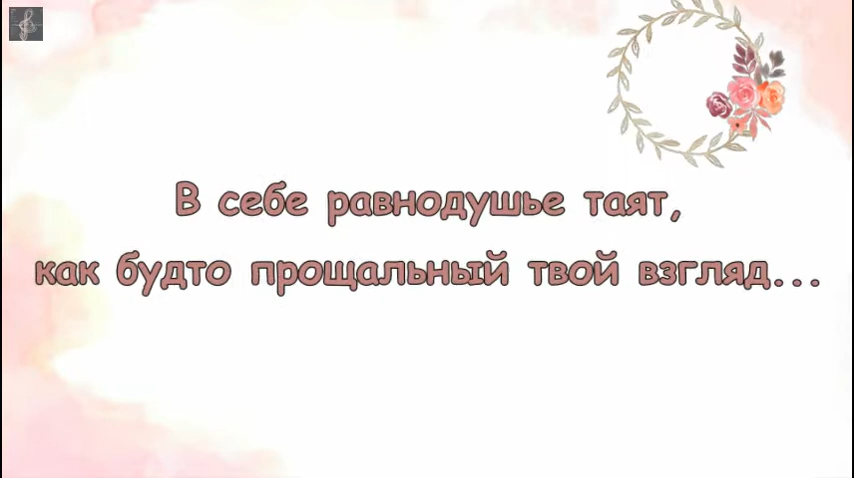 В себе равнодушье таят,
как будто прощальный твой взгляд...